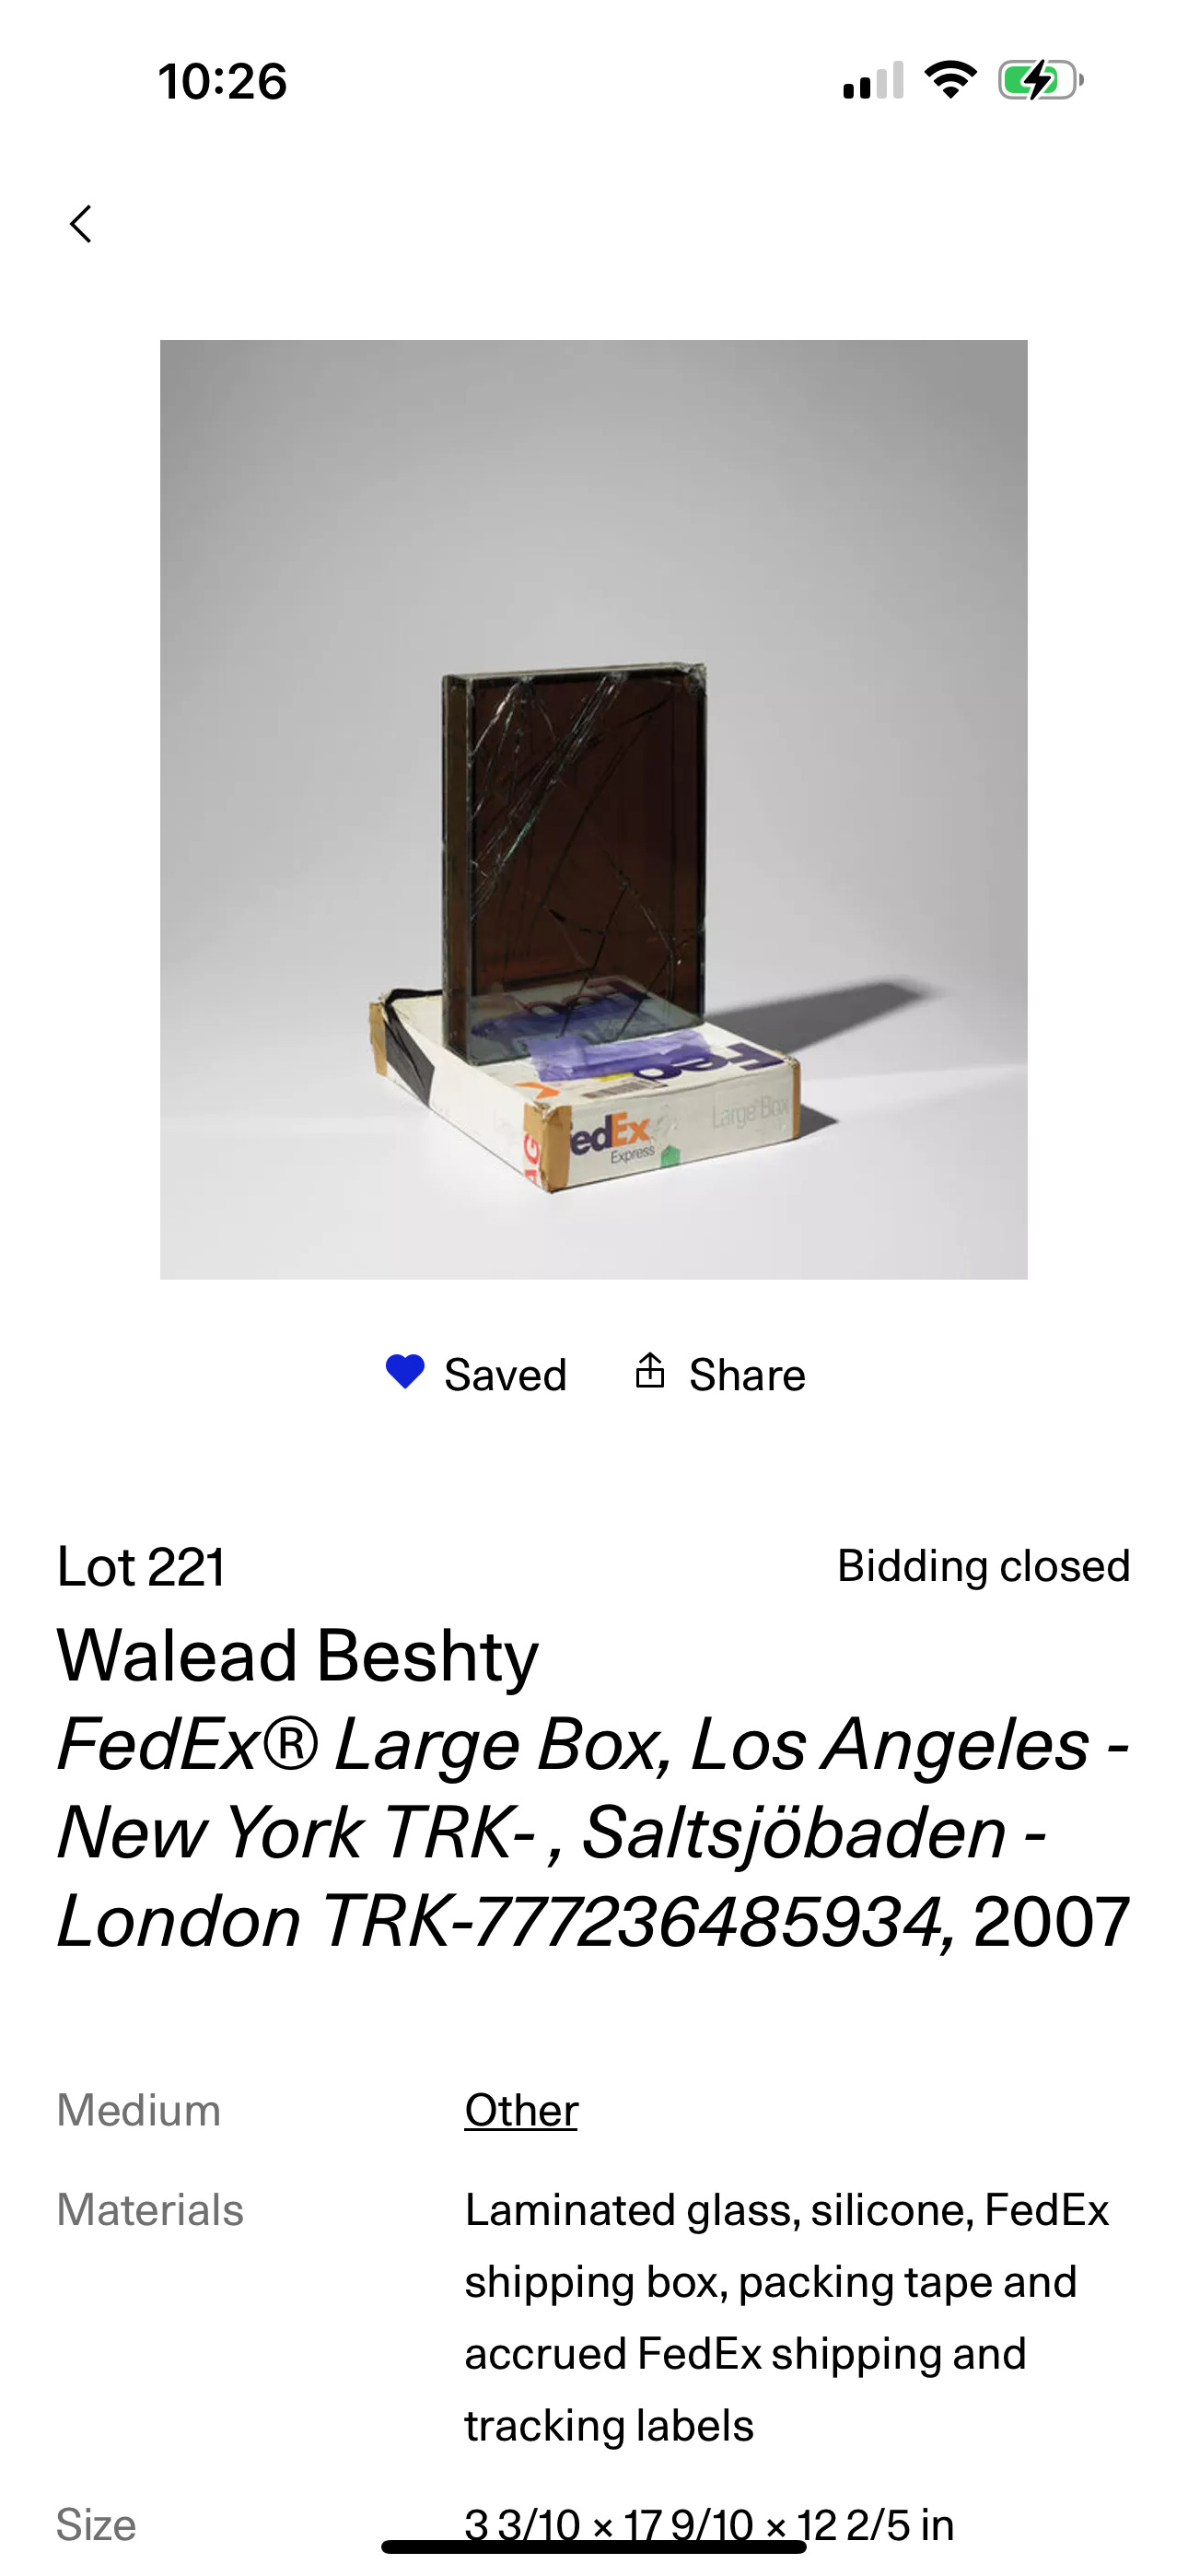 10:26
Fed
edEx
Express
Large Box
Saved
Share
Lot 221
Bidding closed
Walead Beshty
FedEx® Large Box, Los Angeles -
New York TRK- , Saltsjöbaden -
London TRK-777236485934, 2007
Medium
Other
Materials
Laminated glass, silicone, FedEx
shipping box, packing tape and
accrued FedEx shipping and
tracking labels
Size
3 3/10 × 17 9/10 × 12 2/5 in